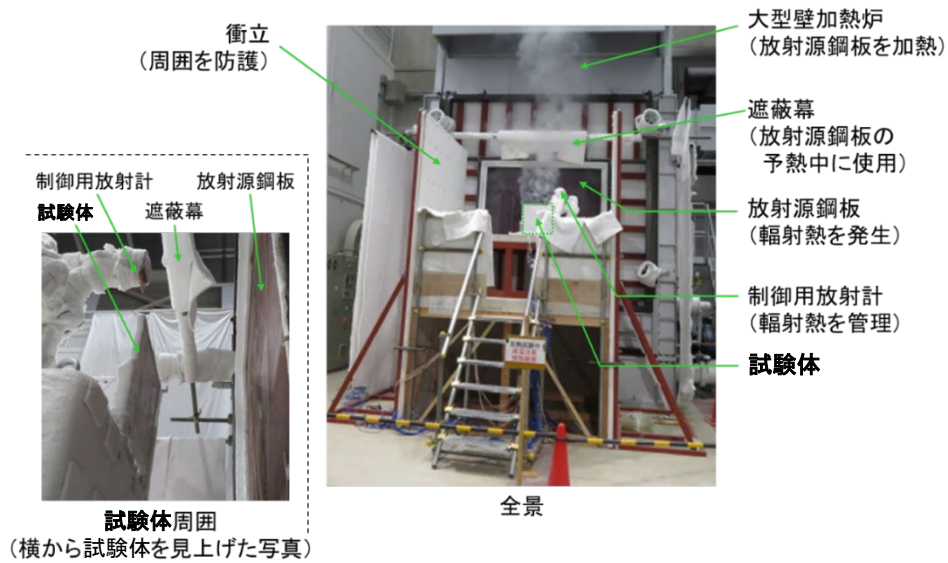 衝立
(周囲を防護)
大型壁加熱炉
(放射源鋼板を加熱)
遮蔽幕
(放射源鋼板の
予熱中に使用)
放射源鋼板
(輻射熱を発生)
制御用放射計
(輻射熱を管理)
試験体
全景
制御用放射計
放射源鋼板
試験体
遮蔽幕
試験体周囲
(横から試験体を見上げた写真)